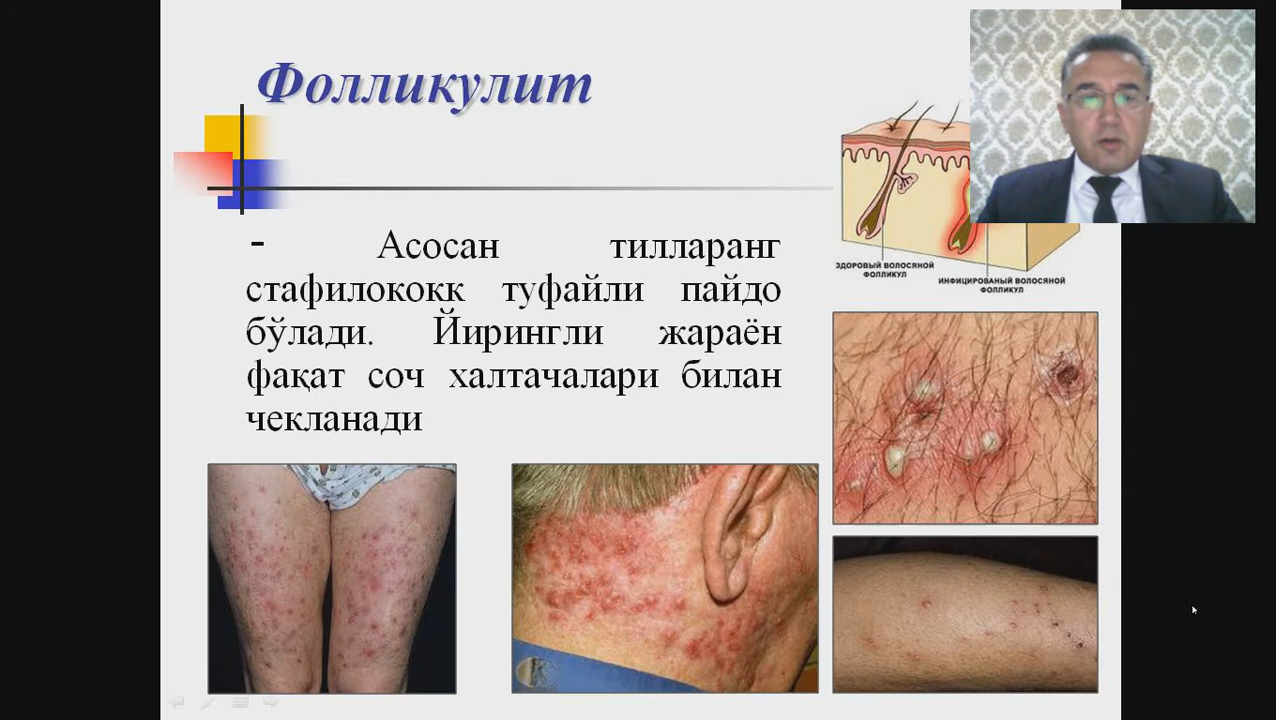 Фолликулит
- Асосан тилларанг
стафилококк туфайли пайдо
бўлади. Йирингли жараён
фақат соч халтачалари билан
чекланади
ЗДОРОВЫЙ ВОЛОСЯНОЙ
ФОЛЛИКУЛ
ИНФИЦИРОВАНЫЙ ВОЛОСЯНОЙ
ФОЛЛИКУЛ